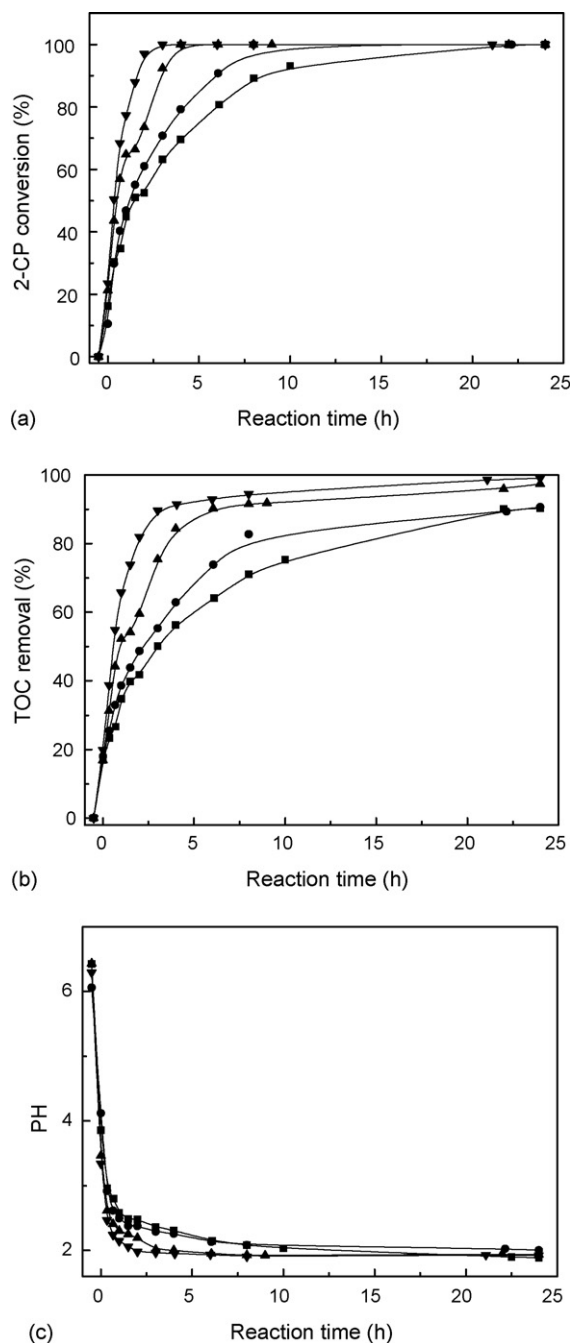 100
80
60
40
20
0
2-CP conversion (%)
0 5 10 15 20 25
(a) Reaction time (h)
100
80
60
40
20
0
TOC removal (%)
0 5 10 15 20 25
(b) Reaction time (h)
6
4
2
PH
0 5 10 15 20 25
(c) Reaction time (h)